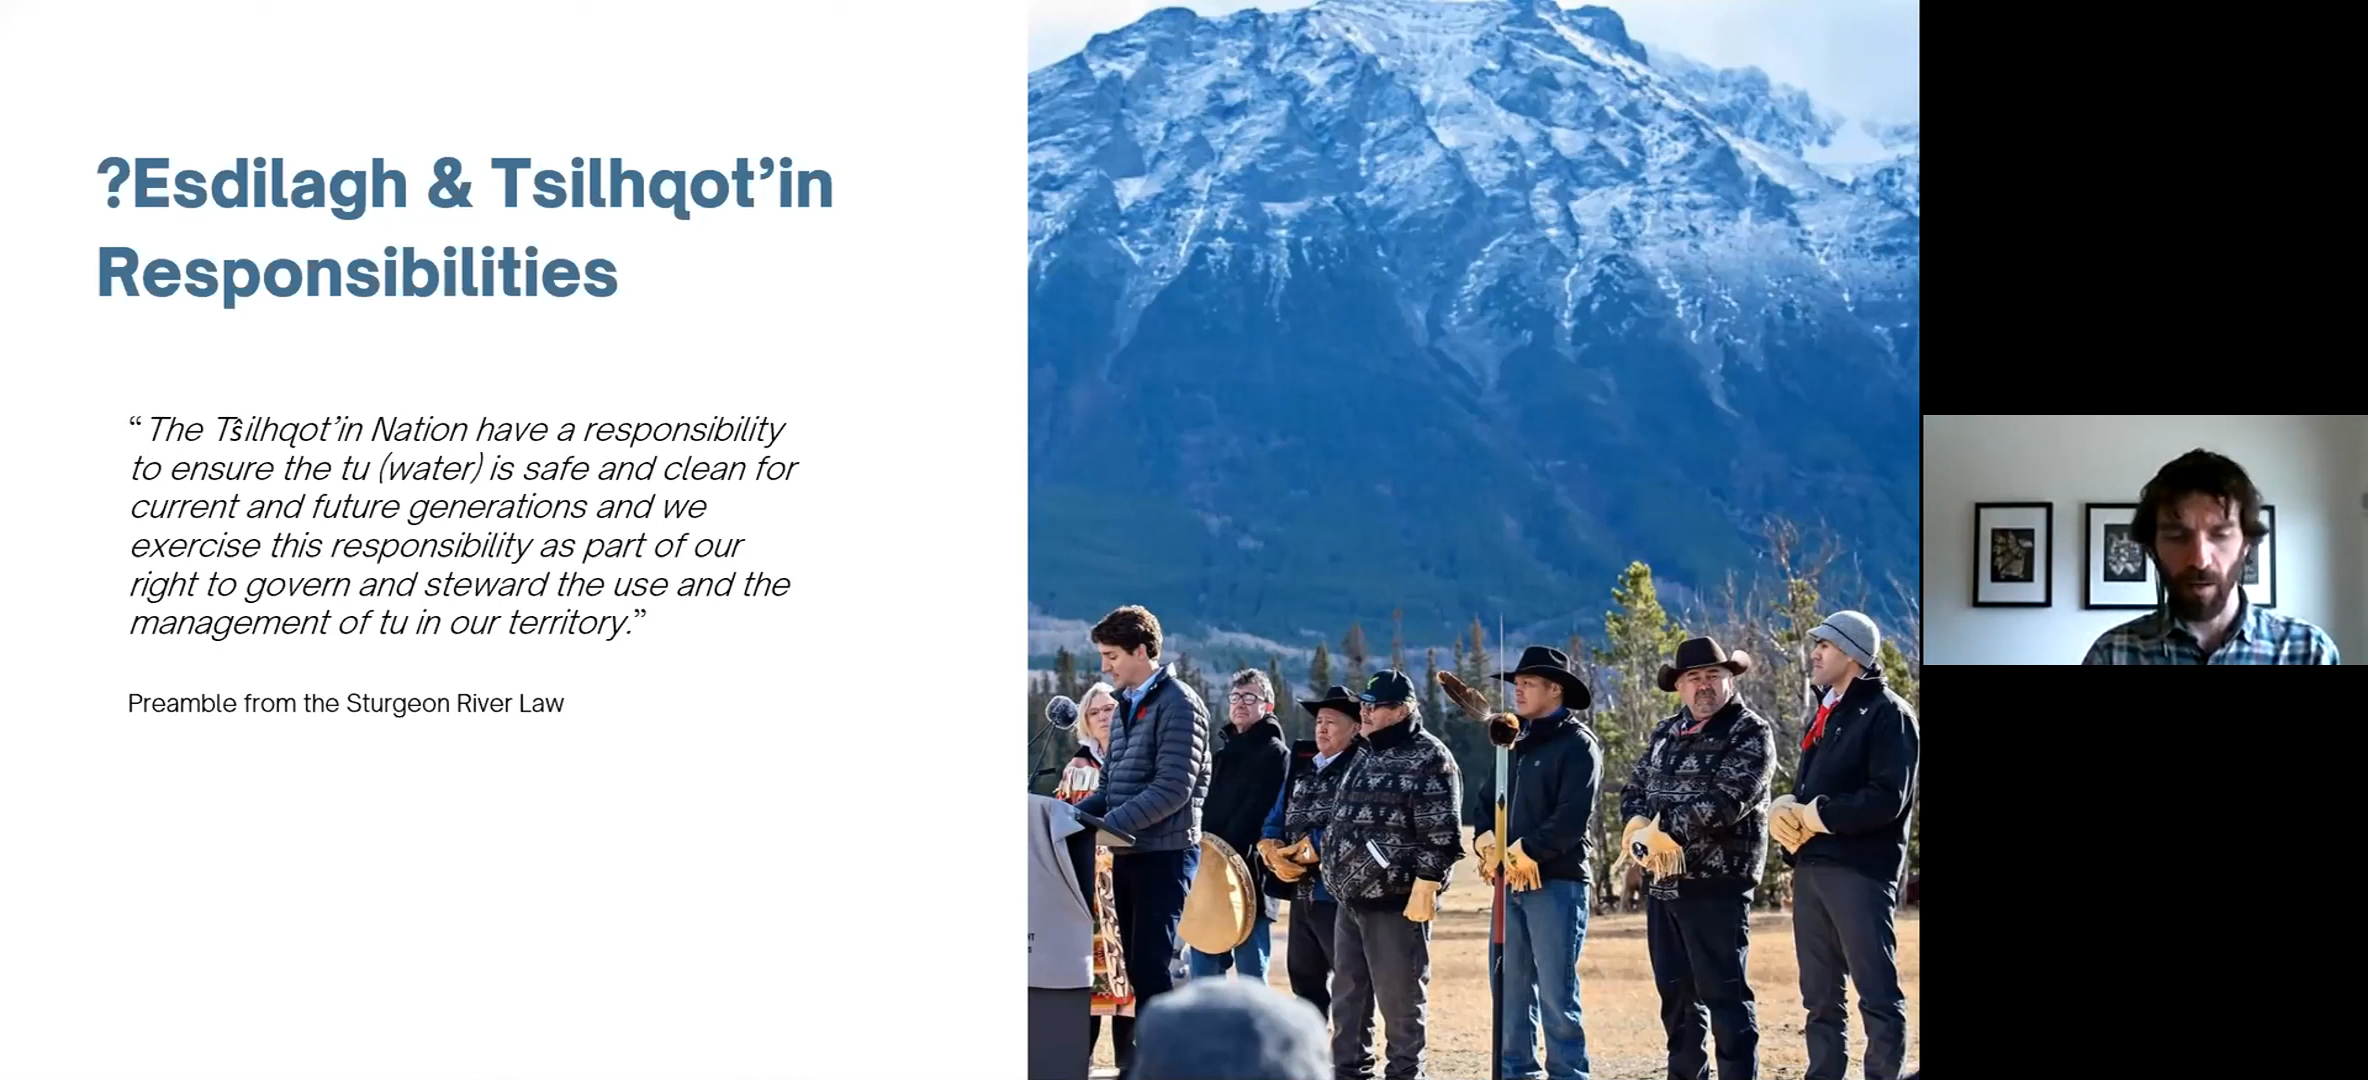 ?Esdilagh & Tsilhqot’in
Responsibilities
“ The Tŝilhqot’in Nation have a responsibility
to ensure the tu (water) is safe and clean for
current and future generations and we
exercise this responsibility as part of our
right to govern and steward the use and the
management of tu in our territory.”
Preamble from the Sturgeon River Law